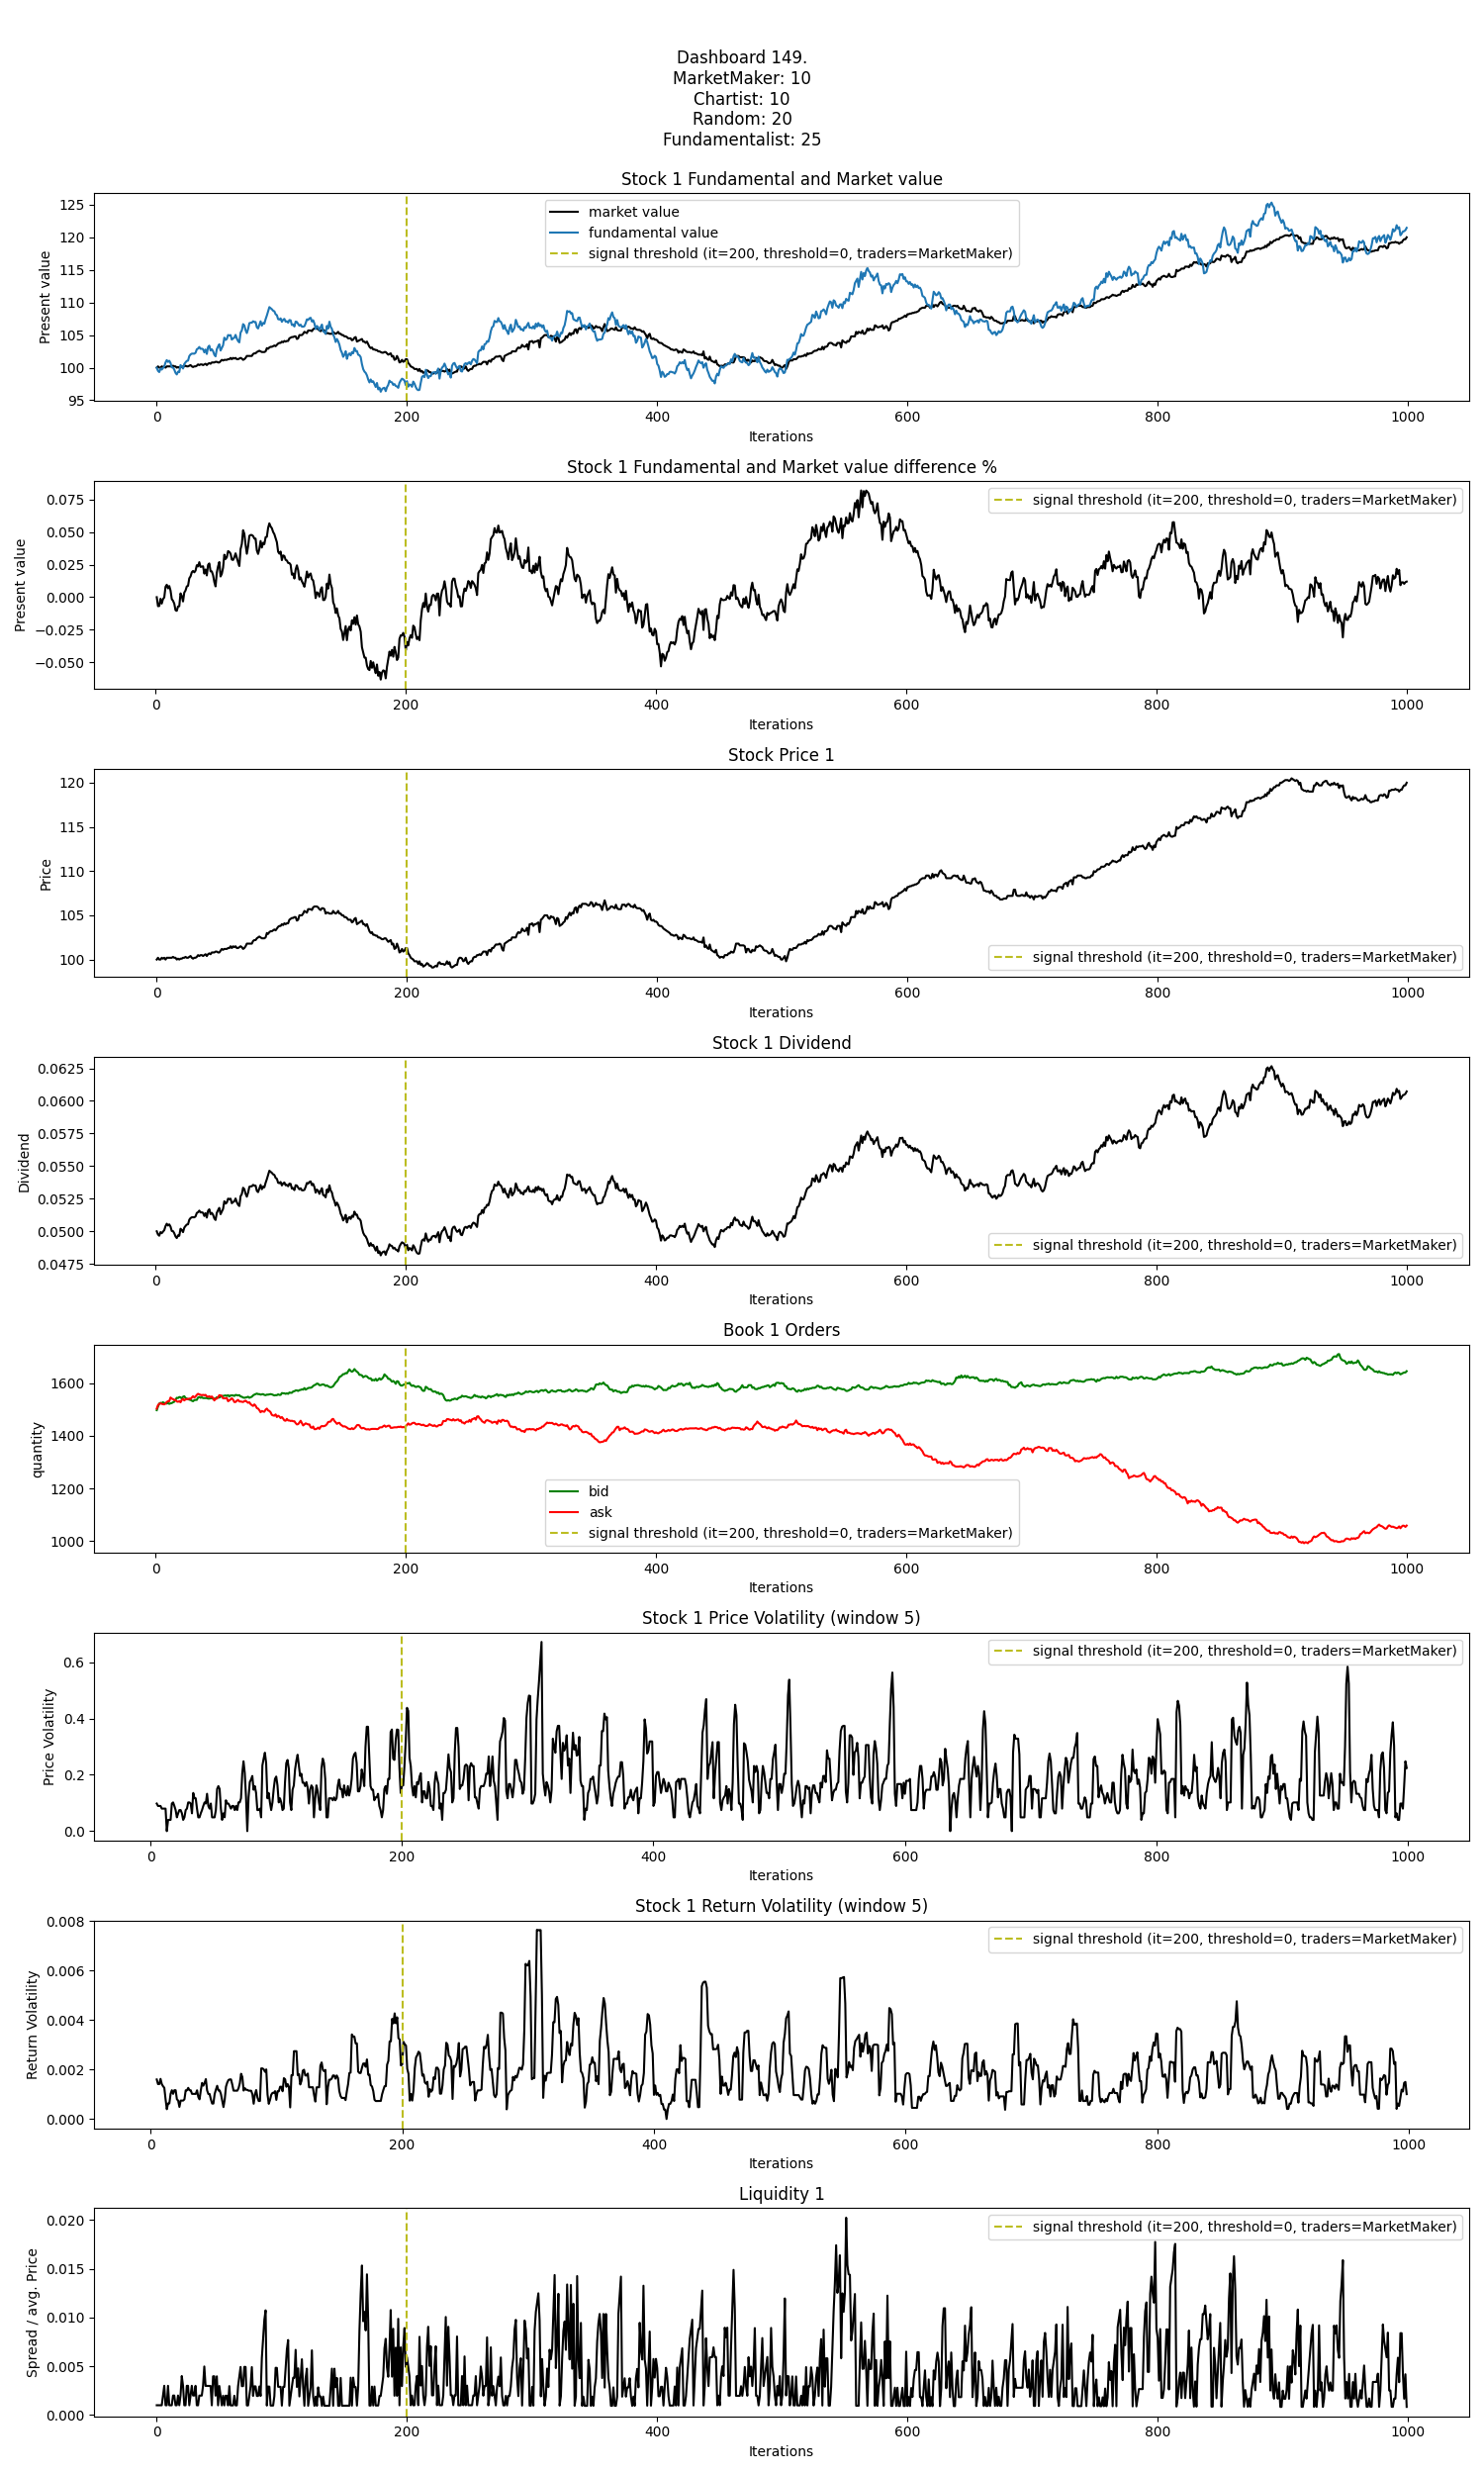 Dashboard 149.
MarketMaker: 10
Chartist: 10
Random: 20
Fundamentalist: 25
Stock 1 Fundamental and Market value
Present value
125
120
115
110
105
100
95
market value
fundamental value
signal threshold (it=200, threshold=0, traders=MarketMaker)
0 200 400 600 800 1000
Iterations
Stock 1 Fundamental and Market value difference %
Present value
0.075
0.050
0.025
0.000
−0.025
−0.050
signal threshold (it=200, threshold=0, traders=MarketMaker)
0 200 400 600 800 1000
Iterations
Stock Price 1
Price
120
115
110
105
100
signal threshold (it=200, threshold=0, traders=MarketMaker)
0 200 400 600 800 1000
Iterations
Stock 1 Dividend
Dividend
0.0625
0.0600
0.0575
0.0550
0.0525
0.0500
0.0475
signal threshold (it=200, threshold=0, traders=MarketMaker)
0 200 400 600 800 1000
Iterations
Book 1 Orders
quantity
1600
1400
1200
1000
bid
ask
signal threshold (it=200, threshold=0, traders=MarketMaker)
0 200 400 600 800 1000
Iterations
Stock 1 Price Volatility (window 5)
Price Volatility
0.6
0.4
0.2
0.0
signal threshold (it=200, threshold=0, traders=MarketMaker)
0 200 400 600 800 1000
Iterations
Stock 1 Return Volatility (window 5)
Return Volatility
0.008
0.006
0.004
0.002
0.000
signal threshold (it=200, threshold=0, traders=MarketMaker)
0 200 400 600 800 1000
Iterations
Liquidity 1
Spread / avg. Price
0.020
0.015
0.010
0.005
0.000
signal threshold (it=200, threshold=0, traders=MarketMaker)
0 200 400 600 800 1000
Iterations